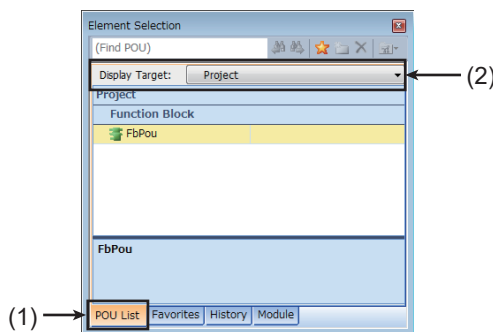 Element Selection
(Find POU)
Display Target: Project
(2)
Project
Function Block
FbPou
FbPou
(1)
POU List Favorites History Module